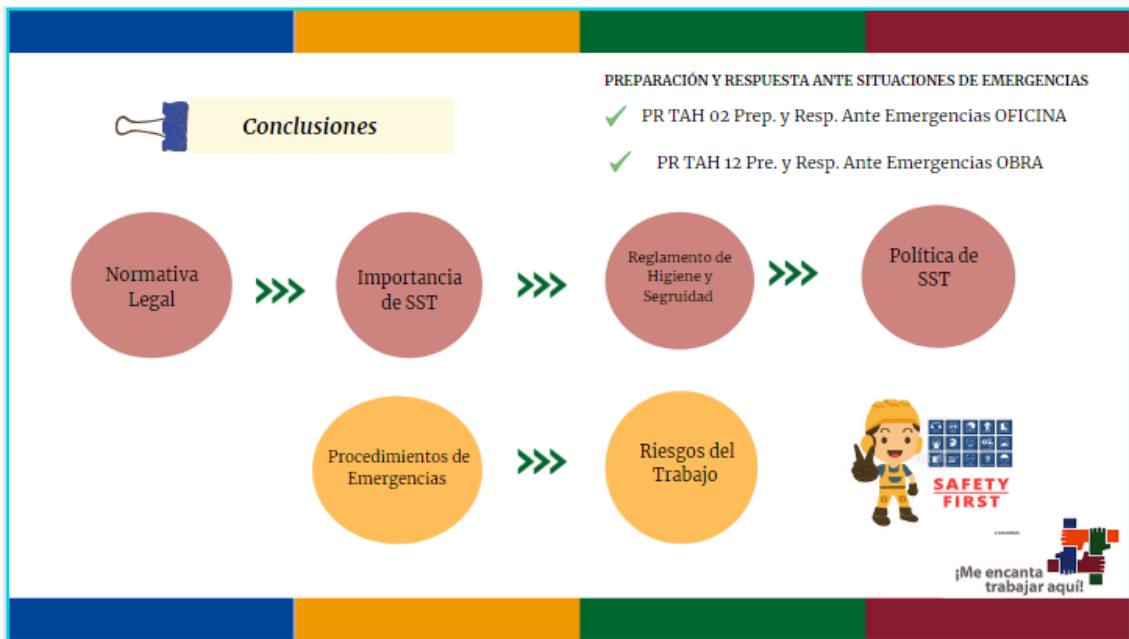 PREPARACIÓN Y RESPUESTA ANTE SITUACIONES DE EMERGENCIAS
Conclusiones
PR TAH 02 Prep. y Resp. Ante Emergencias OFICINA
PR TAH 12 Pre. y Resp. Ante Emergencias OBRA
Normativa
Legal
Importancia
de SST
Reglamento de
Higiene y
Segruidad
Política de
SST
Procedimientos de
Emergencias
Riesgos del
Trabajo
SAFETY
FIRST
¡Me encanta
trabajar aquí!